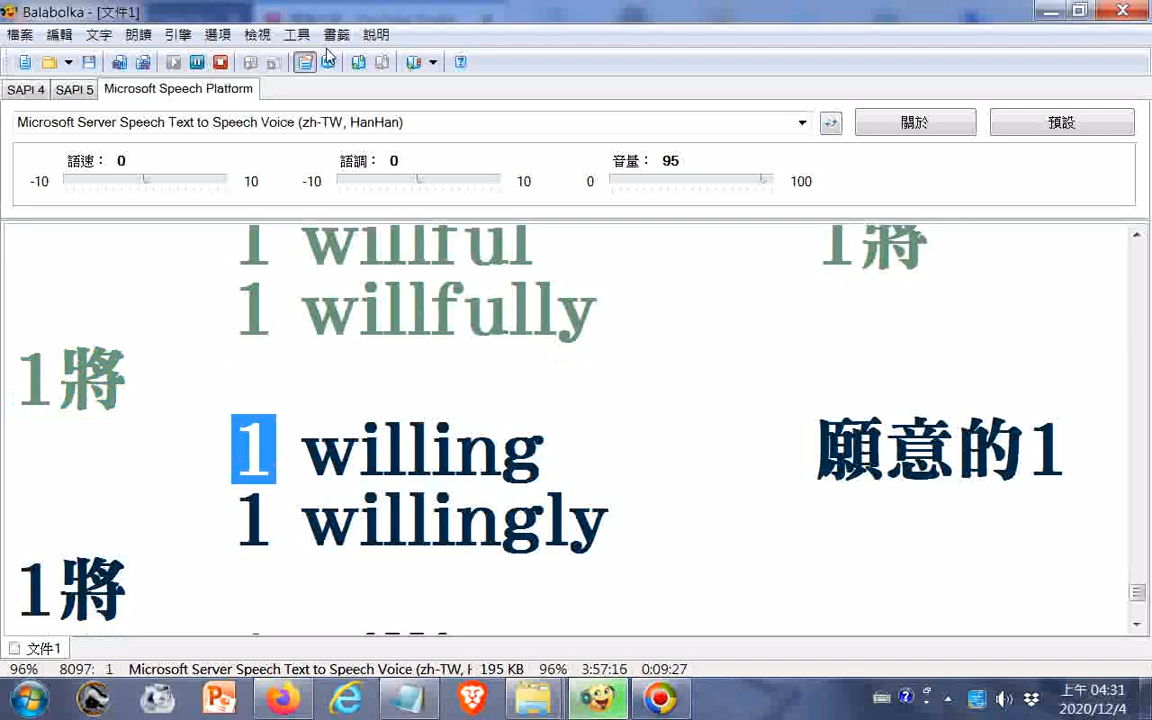 Balabolka - [文件1]
檔案 編輯 文字 朗讀 引擎 選項 檢視 工具 書籤 說明
SAPI 4 SAPI 5 Microsoft Speech Platform
Microsoft Server Speech Text to Speech Voice (zh-TW, HanHan) 關於 預設
語速： 0 語調： 0 音量： 95
-10 10 -10 10 0 100
1 willful 1將
1 willfully
1將
1 willing 願意的1
1 willingly
1將
文件1
96% 8097: 1 Microsoft Server Speech Text to Speech Voice (zh-TW, 195 KB 96% 3:57:16 0:09:27
上午 04:31
2020/12/4